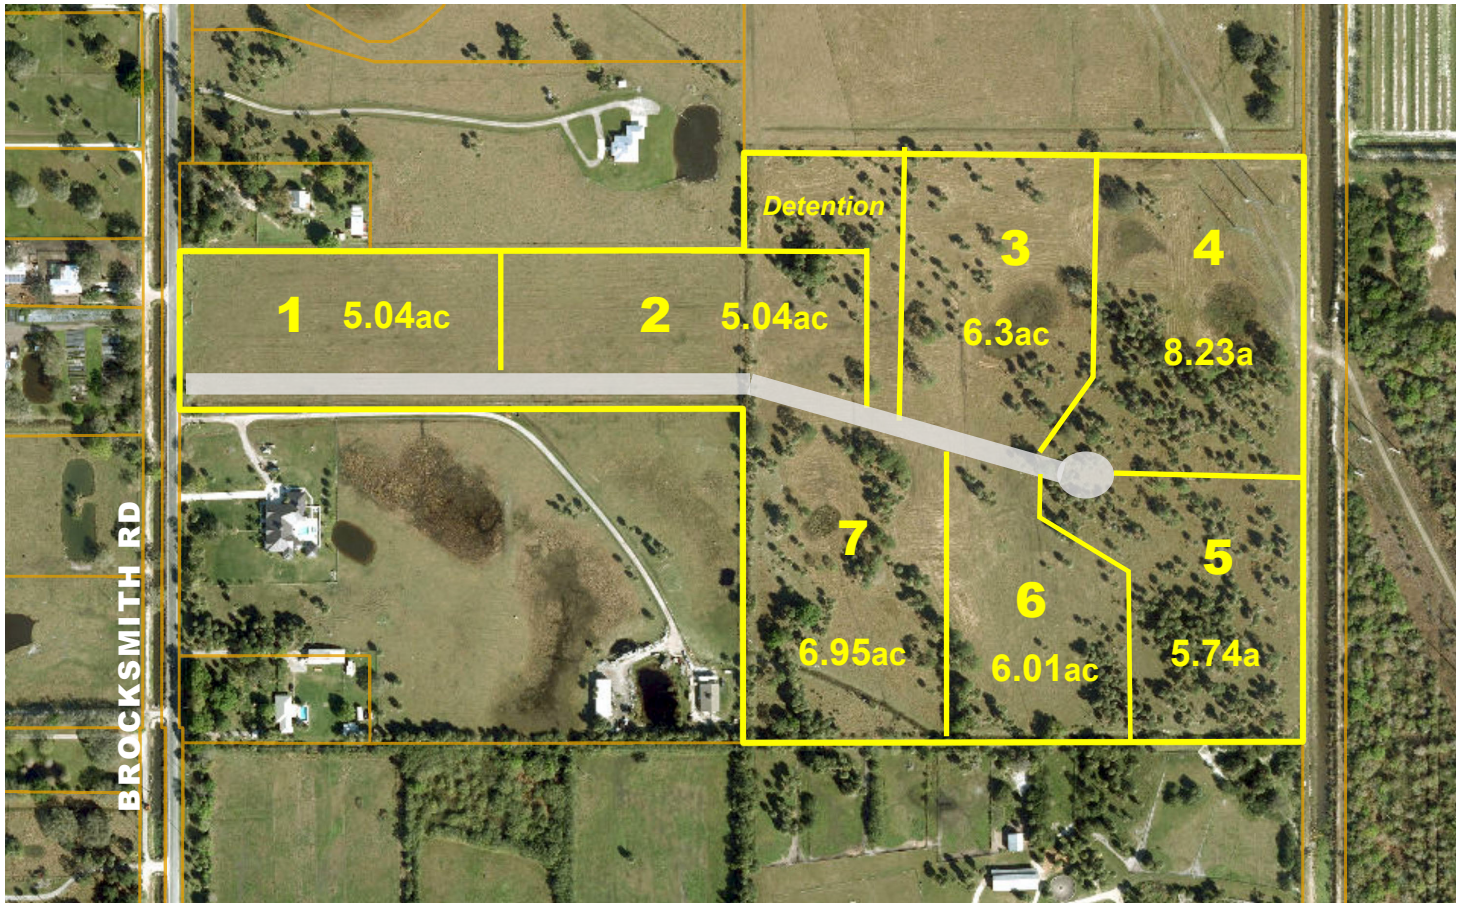 Detention
3
4
1 5.04ac
2 5.04ac
6.3ac
8.23a
BROCKSMITH RD
7
5
6
6.95ac
6.01ac
5.74a